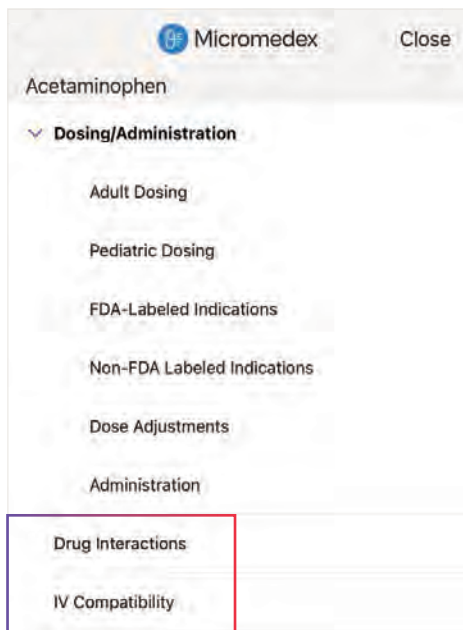 Micromedex Close
Acetaminophen
Dosing/Administration
Adult Dosing
Pediatric Dosing
FDA-Labeled Indications
Non-FDA Labeled Indications
Dose Adjustments
Administration
Drug Interactions
IV Compatibility